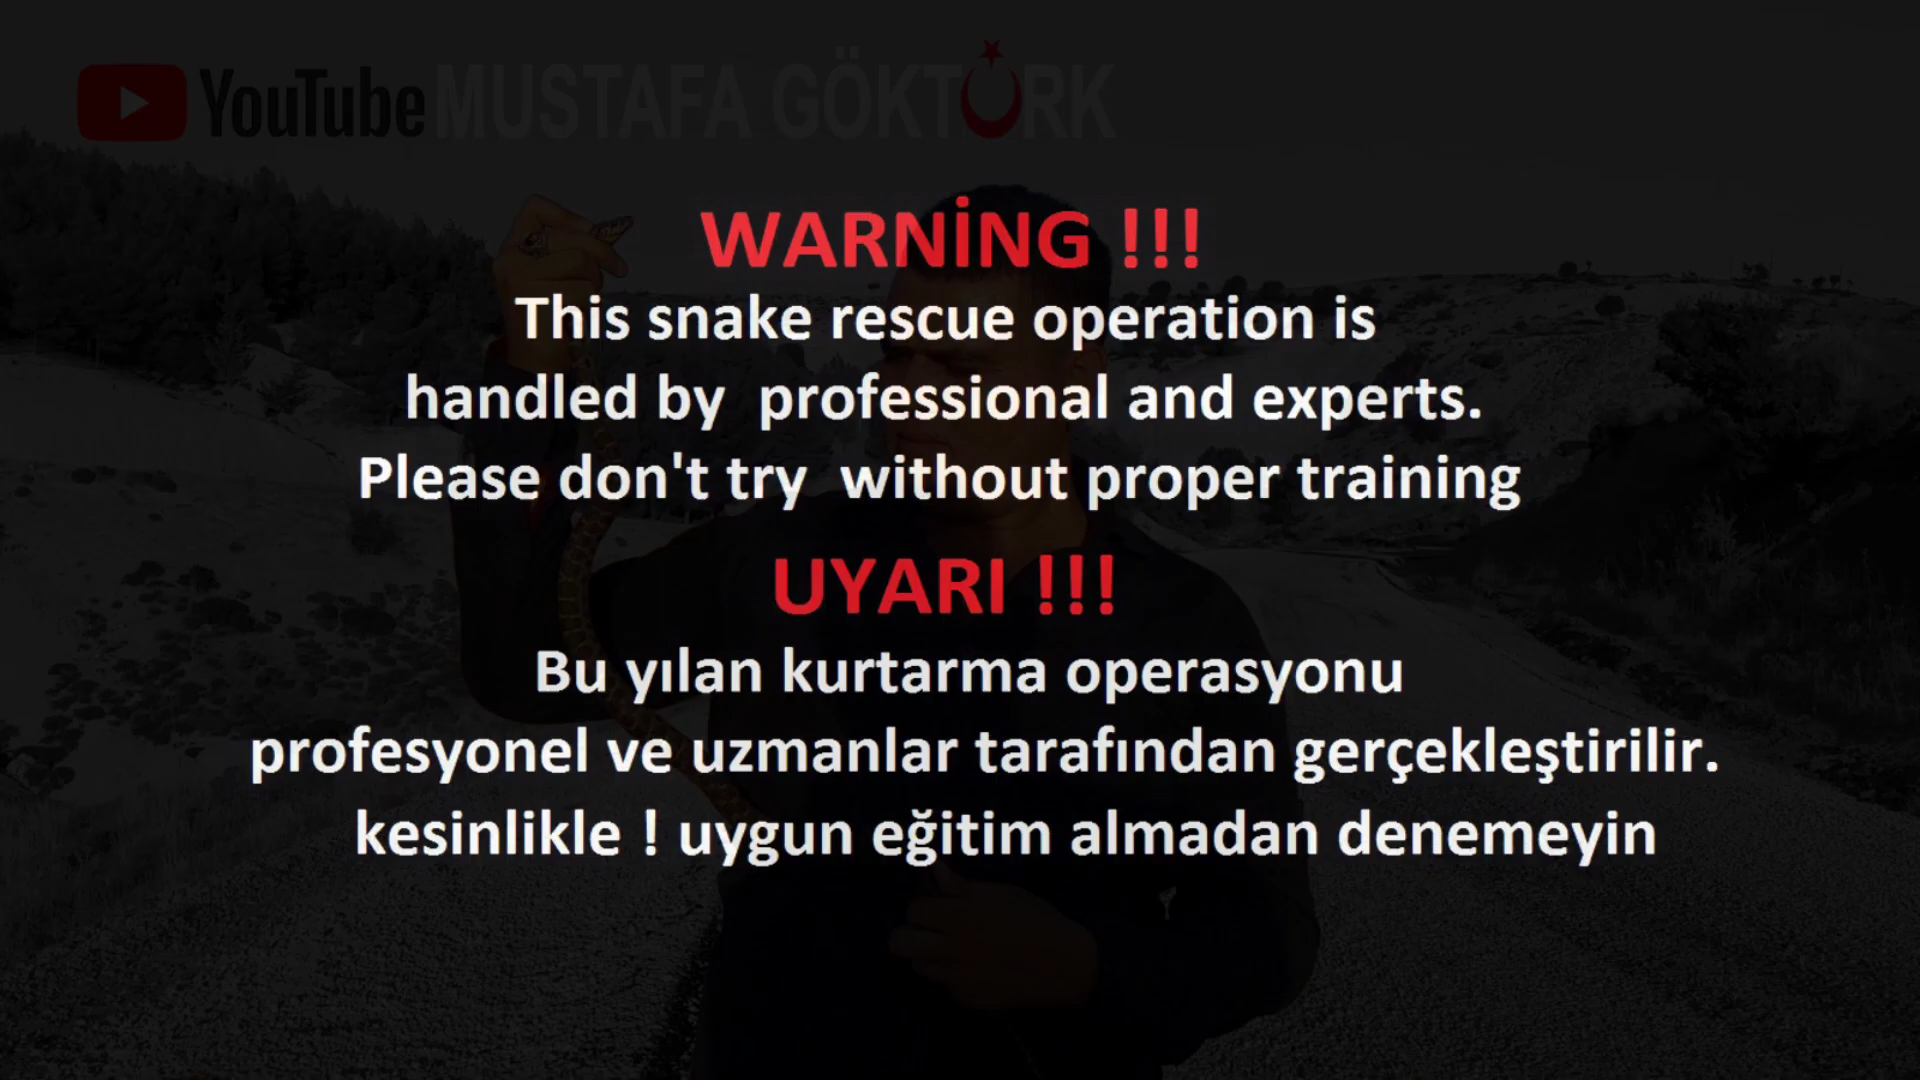 YouTube MUSTAFA GÖKTÜRK
WARNİNG !!!
This snake rescue operation is
handled by professional and experts.
Please don't try without proper training
UYARI !!!
Bu yılan kurtarma operasyonu
profesyonel ve uzmanlar tarafından gerçekleştirilir.
kesinlikle ! uygun eğitim almadan denemeyin